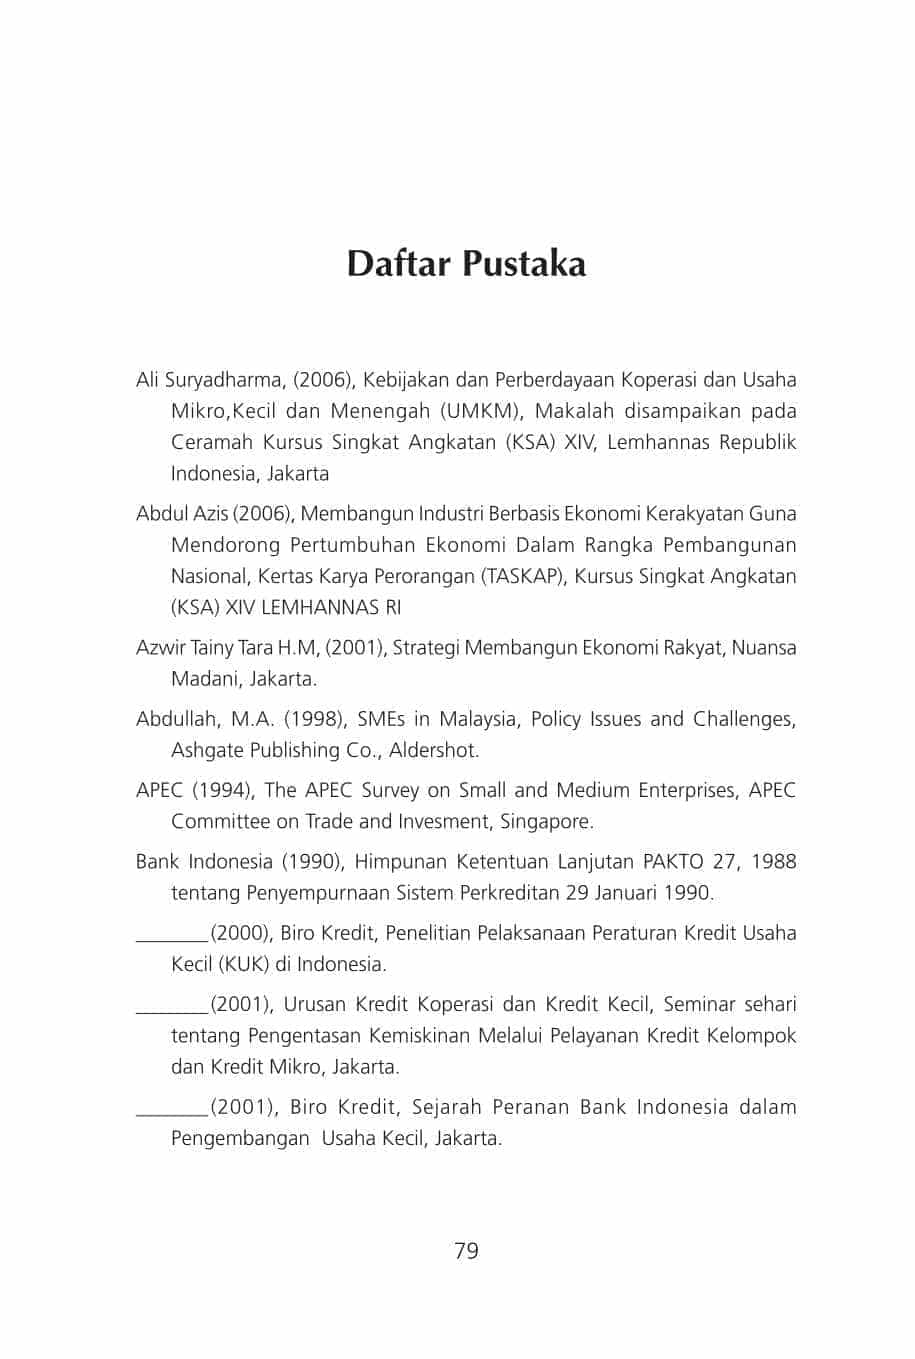 Daftar Pustaka
Ali Suryadharma, (2006), Kebijakan dan Perberdayaan Koperasi dan Usaha
Mikro,Kecil dan Menengah (UMKM), Makalah disampaikan pada
Ceramah Kursus Singkat Angkatan (KSA) XIV, Lemhannas Republik
Indonesia, Jakarta
Abdul Azis (2006), Membangun Industri Berbasis Ekonomi Kerakyatan Guna
Mendorong Pertumbuhan Ekonomi Dalam Rangka Pembangunan
Nasional, Kertas Karya Perorangan (TASKAP), Kursus Singkat Angkatan
(KSA) XIV LEMHANNAS RI
Azwir Tainy Tara H.M, (2001), Strategi Membangun Ekonomi Rakyat, Nuansa
Madani, Jakarta.
Abdullah, M.A. (1998), SMEs in Malaysia, Policy Issues and Challenges,
Ashgate Publishing Co., Aldershot.
APEC (1994), The APEC Survey on Small and Medium Enterprises, APEC
Committee on Trade and Invesment, Singapore.
Bank Indonesia (1990), Himpunan Ketentuan Lanjutan PAKTO 27, 1988
tentang Penyempurnaan Sistem Perkreditan 29 Januari 1990.
_______(2000), Biro Kredit, Penelitian Pelaksanaan Peraturan Kredit Usaha
Kecil (KUK) di Indonesia.
_______(2001), Urusan Kredit Koperasi dan Kredit Kecil, Seminar sehari
tentang Pengentasan Kemiskinan Melalui Pelayanan Kredit Kelompok
dan Kredit Mikro, Jakarta.
_______(2001), Biro Kredit, Sejarah Peranan Bank Indonesia dalam
Pengembangan  Usaha Kecil, Jakarta.
79